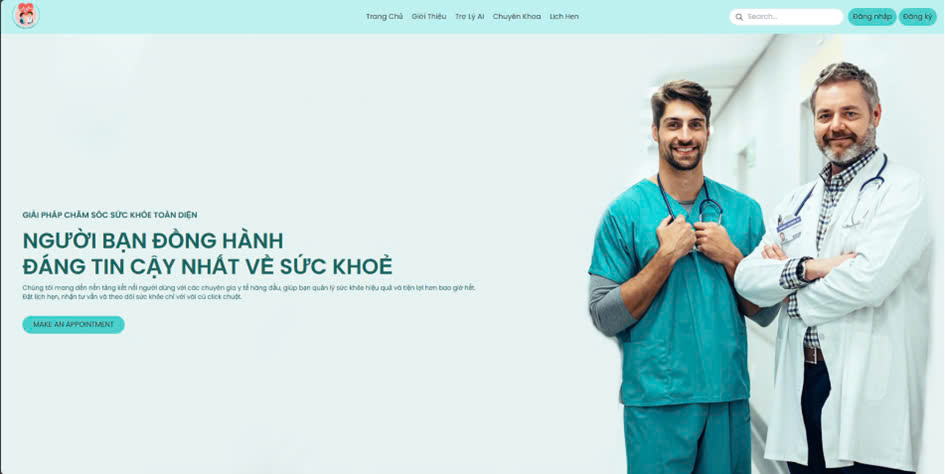 Trang Chủ Giới Thiệu Trợ Lý AI Chuyên Khoa Lịch Hẹn Search... Đăng nhập Đăng ký
GIẢI PHÁP CHĂM SÓC SỨC KHỎE TOÀN DIỆN
NGƯỜI BẠN ĐỒNG HÀNH
ĐÁNG TIN CẬY NHẤT VỀ SỨC KHOẺ
Chúng tôi mang đến nền tảng kết nối người dùng với các chuyên gia y tế hàng đầu, giúp bạn quản lý sức khỏe hiệu quả và tiện lợi hơn bao giờ hết.
Đặt lịch hẹn, nhận tư vấn và theo dõi sức khỏe chỉ với vài cú click chuột.
MAKE AN APPOINTMENT